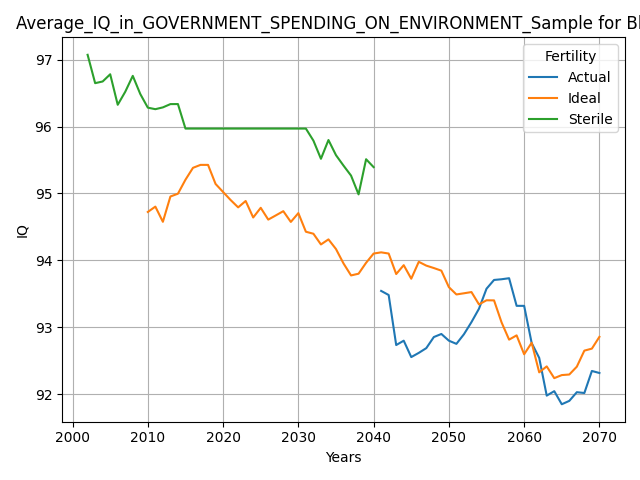 Average_IQ_in_GOVERNMENT_SPENDING_ON_ENVIRONMENT_Sample for
Fertility
Actual
Ideal
Sterile
97
96
95
94
93
92
IQ
2000
2010
2020
2030
2040
2050
2060
2070
Years